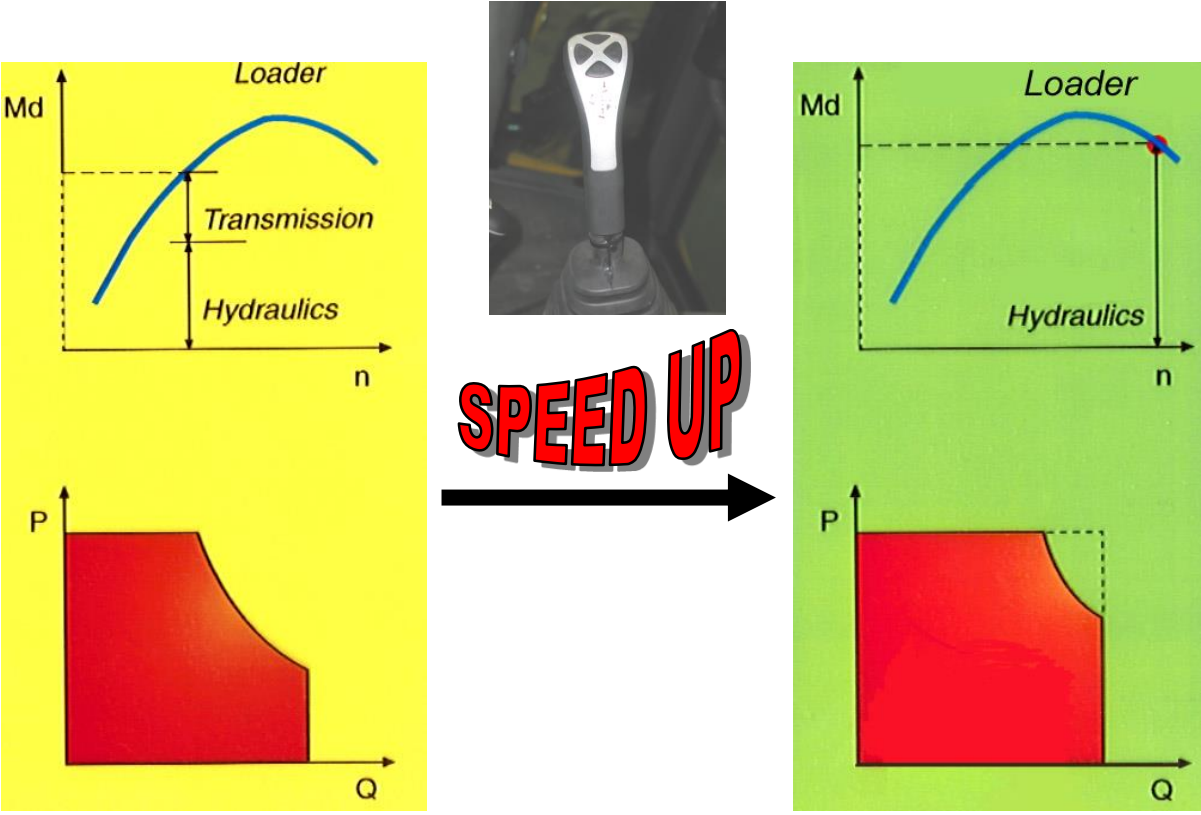 Loader
Md
Transmission
Hydraulics
n
P
Q
SPEED UP
Loader
Md
Hydraulics
n
P
Q